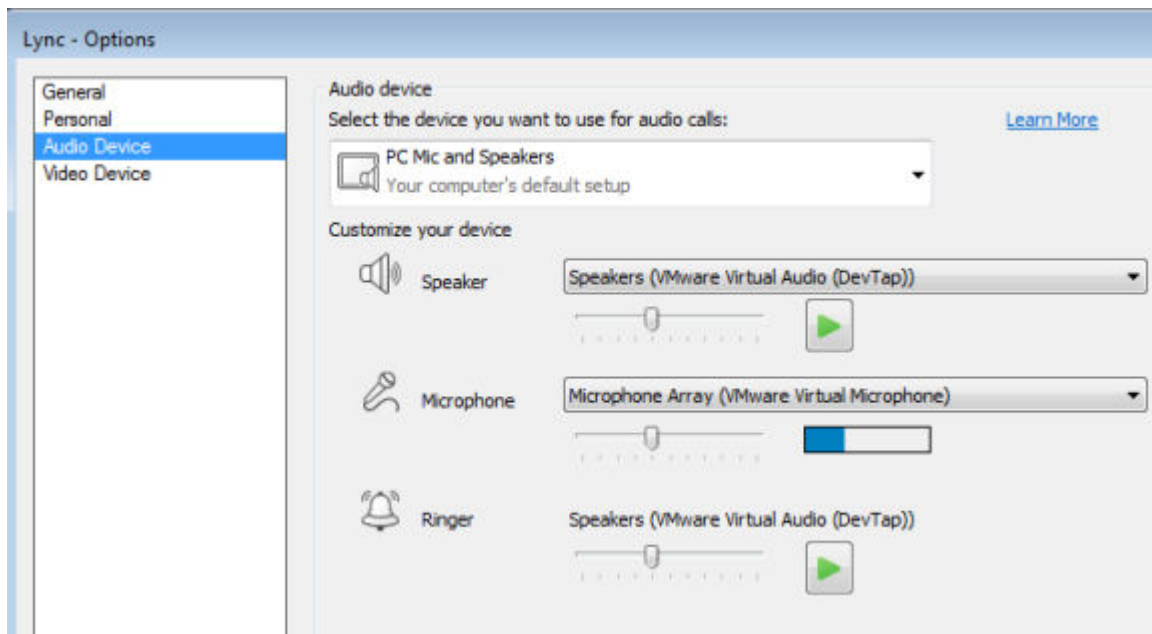 Lync - Options
General
Personal
Audio Device
Video Device
Audio device
Select the device you want to use for audio calls:
Learn More
PC Mic and Speakers
Your computer's default setup
Customize your device
Speaker
Speakers (VMware Virtual Audio (DevTap))
Microphone
Microphone Array (VMware Virtual Microphone)
Ringer
Speakers (VMware Virtual Audio (DevTap))